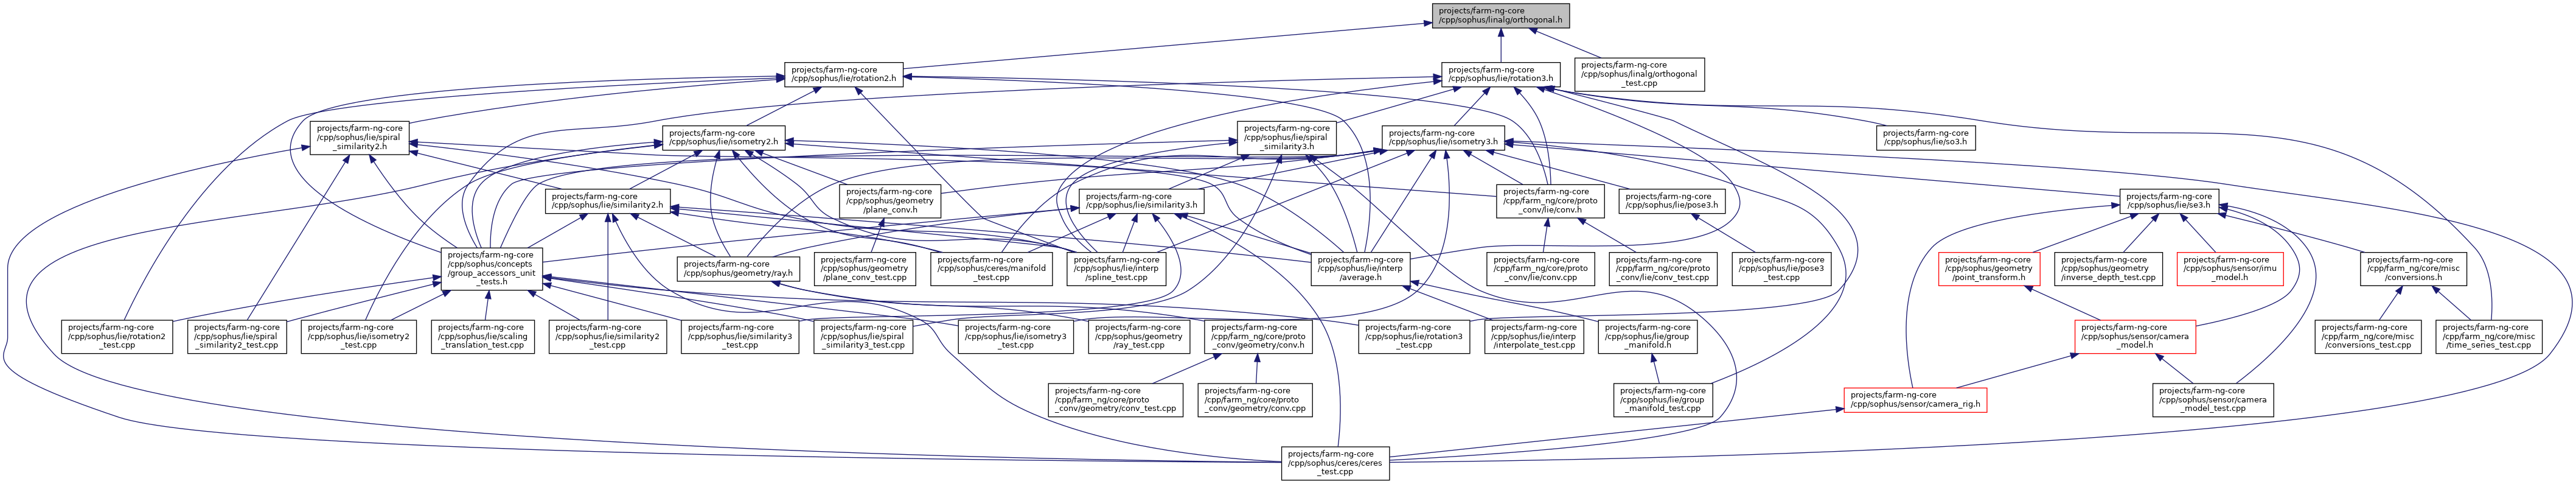 projects/farm-ng-core
/cpp/sophus/linalg/orthogonal.h
projects/farm-ng-core
/cpp/sophus/lie/rotation2.h
projects/farm-ng-core
/cpp/sophus/lie/rotation3.h
projects/farm-ng-core
/cpp/sophus/linalg/orthogonal
_test.cpp
projects/farm-ng-core
/cpp/sophus/lie/spiral
_similarity2.h
projects/farm-ng-core
/cpp/sophus/lie/isometry2.h
projects/farm-ng-core
/cpp/sophus/lie/spiral
_similarity3.h
projects/farm-ng-core
/cpp/sophus/lie/isometry3.h
projects/farm-ng-core
/cpp/sophus/lie/so3.h
projects/farm-ng-core
/cpp/sophus/lie/similarity2.h
projects/farm-ng-core
/cpp/sophus/geometry
/plane_conv.h
projects/farm-ng-core
/cpp/sophus/lie/similarity3.h
projects/farm-ng-core
/cpp/farm_ng/core/proto
_conv/lie/conv.h
projects/farm-ng-core
/cpp/sophus/lie/pose3.h
projects/farm-ng-core
/cpp/sophus/lie/se3.h
projects/farm-ng-core
/cpp/sophus/concepts
/group_accessors_unit
_tests.h
projects/farm-ng-core
/cpp/sophus/geometry/ray.h
projects/farm-ng-core
/cpp/sophus/geometry
/plane_conv_test.cpp
projects/farm-ng-core
/cpp/sophus/ceres/manifold
_test.cpp
projects/farm-ng-core
/cpp/sophus/lie/interp
/spline_test.cpp
projects/farm-ng-core
/cpp/sophus/lie/interp
/average.h
projects/farm-ng-core
/cpp/farm_ng/core/proto
_conv/lie/conv.cpp
projects/farm-ng-core
/cpp/farm_ng/core/proto
_conv/lie/conv_test.cpp
projects/farm-ng-core
/cpp/sophus/lie/pose3
_test.cpp
projects/farm-ng-core
/cpp/sophus/geometry
/point_transform.h
projects/farm-ng-core
/cpp/sophus/geometry
/inverse_depth_test.cpp
projects/farm-ng-core
/cpp/sophus/sensor/imu
_model.h
projects/farm-ng-core
/cpp/farm_ng/core/misc
/conversions.h
projects/farm-ng-core
/cpp/sophus/lie/rotation2
_test.cpp
projects/farm-ng-core
/cpp/sophus/lie/spiral
_similarity2_test.cpp
projects/farm-ng-core
/cpp/sophus/lie/isometry2
_test.cpp
projects/farm-ng-core
/cpp/sophus/lie/scaling
_translation_test.cpp
projects/farm-ng-core
/cpp/sophus/lie/similarity2
_test.cpp
projects/farm-ng-core
/cpp/sophus/lie/similarity3
_test.cpp
projects/farm-ng-core
/cpp/sophus/lie/spiral
_similarity3_test.cpp
projects/farm-ng-core
/cpp/sophus/lie/isometry3
_test.cpp
projects/farm-ng-core
/cpp/sophus/geometry
/ray_test.cpp
projects/farm-ng-core
/cpp/farm_ng/core/proto
_conv/geometry/conv.h
projects/farm-ng-core
/cpp/sophus/lie/rotation3
_test.cpp
projects/farm-ng-core
/cpp/sophus/lie/interp
/interpolate_test.cpp
projects/farm-ng-core
/cpp/sophus/lie/group
_manifold.h
projects/farm-ng-core
/cpp/sophus/sensor/camera
_model.h
projects/farm-ng-core
/cpp/farm_ng/core/misc
/conversions_test.cpp
projects/farm-ng-core
/cpp/farm_ng/core/misc
/time_series_test.cpp
projects/farm-ng-core
/cpp/farm_ng/core/proto
_conv/geometry/conv_test.cpp
projects/farm-ng-core
/cpp/farm_ng/core/proto
_conv/geometry/conv.cpp
projects/farm-ng-core
/cpp/sophus/lie/group
_manifold_test.cpp
projects/farm-ng-core
/cpp/sophus/sensor/camera_rig.h
projects/farm-ng-core
/cpp/sophus/sensor/camera
_model_test.cpp
projects/farm-ng-core
/cpp/sophus/ceres/ceres
_test.cpp